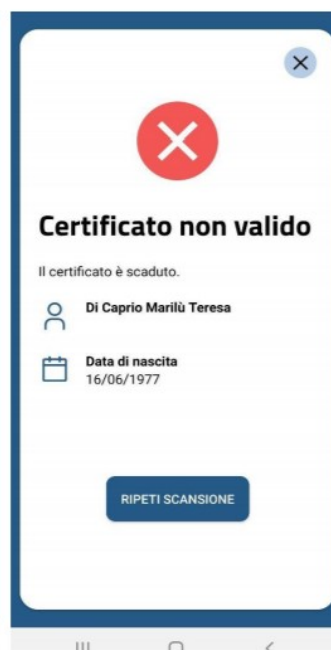 Certificato non valido
Il certificato è scaduto.
Di Caprio Marilù Teresa
Data di nascita
16/06/1977
RIPETI SCANSIONE